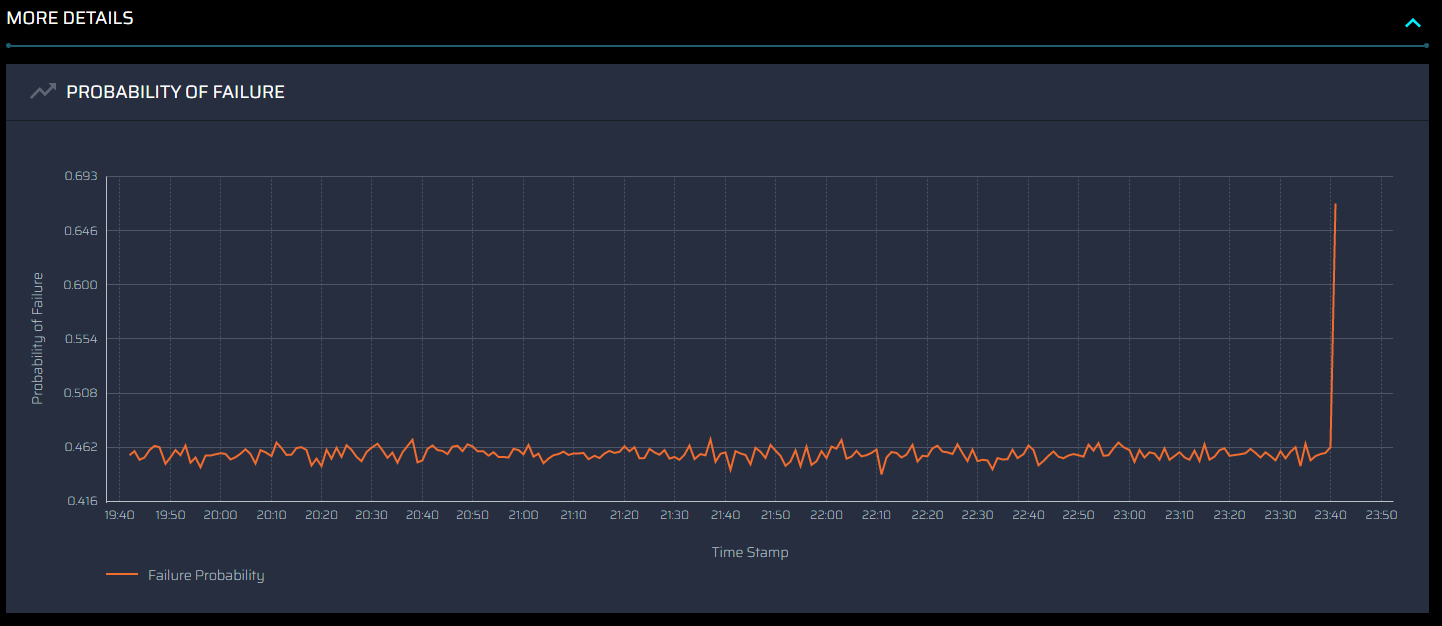 MORE DETAILS
PROBABILITY OF FAILURE
0.693
0.646
0.600
0.554
0.508
0.462
0.416
Probability of Failure
19:40 19:50 20:00 20:10 20:20 20:30 20:40 20:50 21:00 21:10 21:20 21:30 21:40 21:50 22:00 22:10 22:20 22:30 22:40 22:50 23:00 23:10 23:20 23:30 23:40 23:50
Time Stamp
Failure Probability